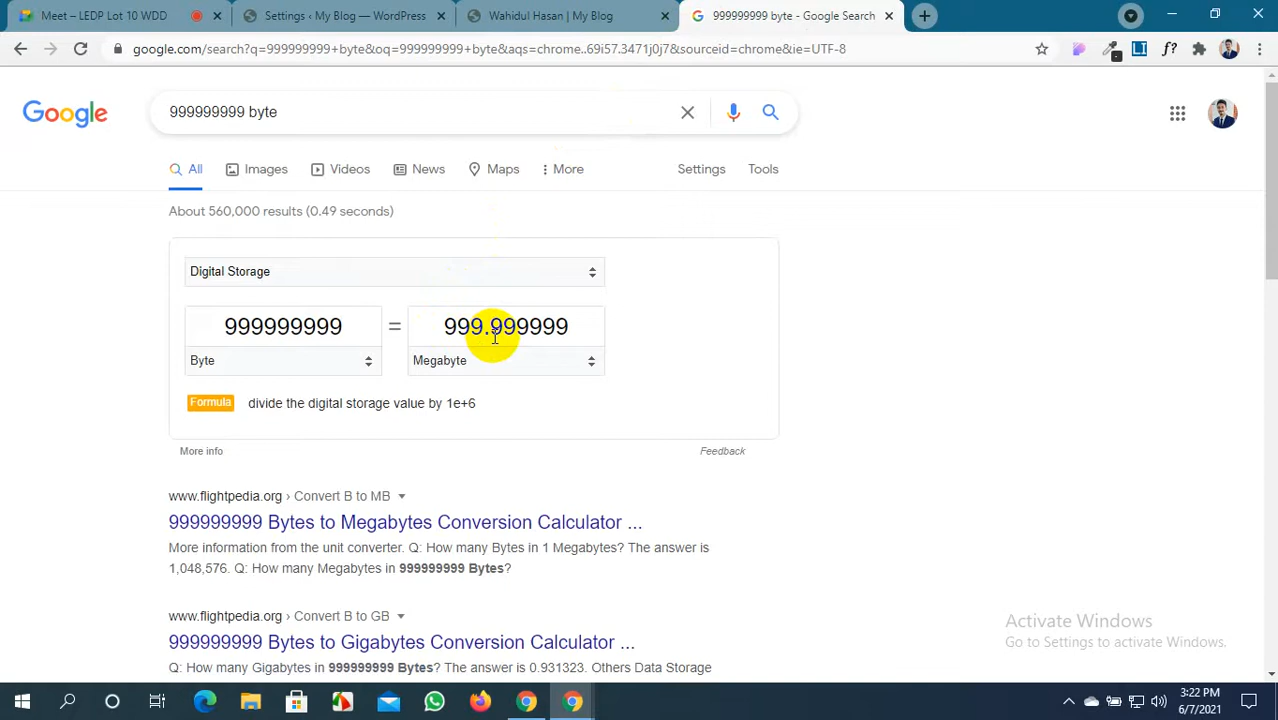 Meet – LEDP Lot 10 WDD
Settings ‹ My Blog — WordPress
Wahidul Hasan | My Blog
999999999 byte - Google Search
google.com/search?q=999999999+byte&oq=999999999+byte&aqs=chrome..69i57.3471j0j7&sourceid=chrome&ie=UTF-8
LI
f?
Google
999999999 byte
All
Images
Videos
News
Maps
More
Settings
Tools
About 560,000 results (0.49 seconds)
Digital Storage
999999999 = 999.999999
Byte
Megabyte
Formula divide the digital storage value by 1e+6
More info
Feedback
www.flightpedia.org › Convert B to MB
999999999 Bytes to Megabytes Conversion Calculator ...
More information from the unit converter. Q: How many Bytes in 1 Megabytes? The answer is
1,048,576. Q: How many Megabytes in 999999999 Bytes?
www.flightpedia.org › Convert B to GB
999999999 Bytes to Gigabytes Conversion Calculator ...
Q: How many Gigabytes in 999999999 Bytes? The answer is 0.931323. Others Data Storage
Activate Windows
Go to Settings to activate Windows.
3:22 PM
6/7/2021